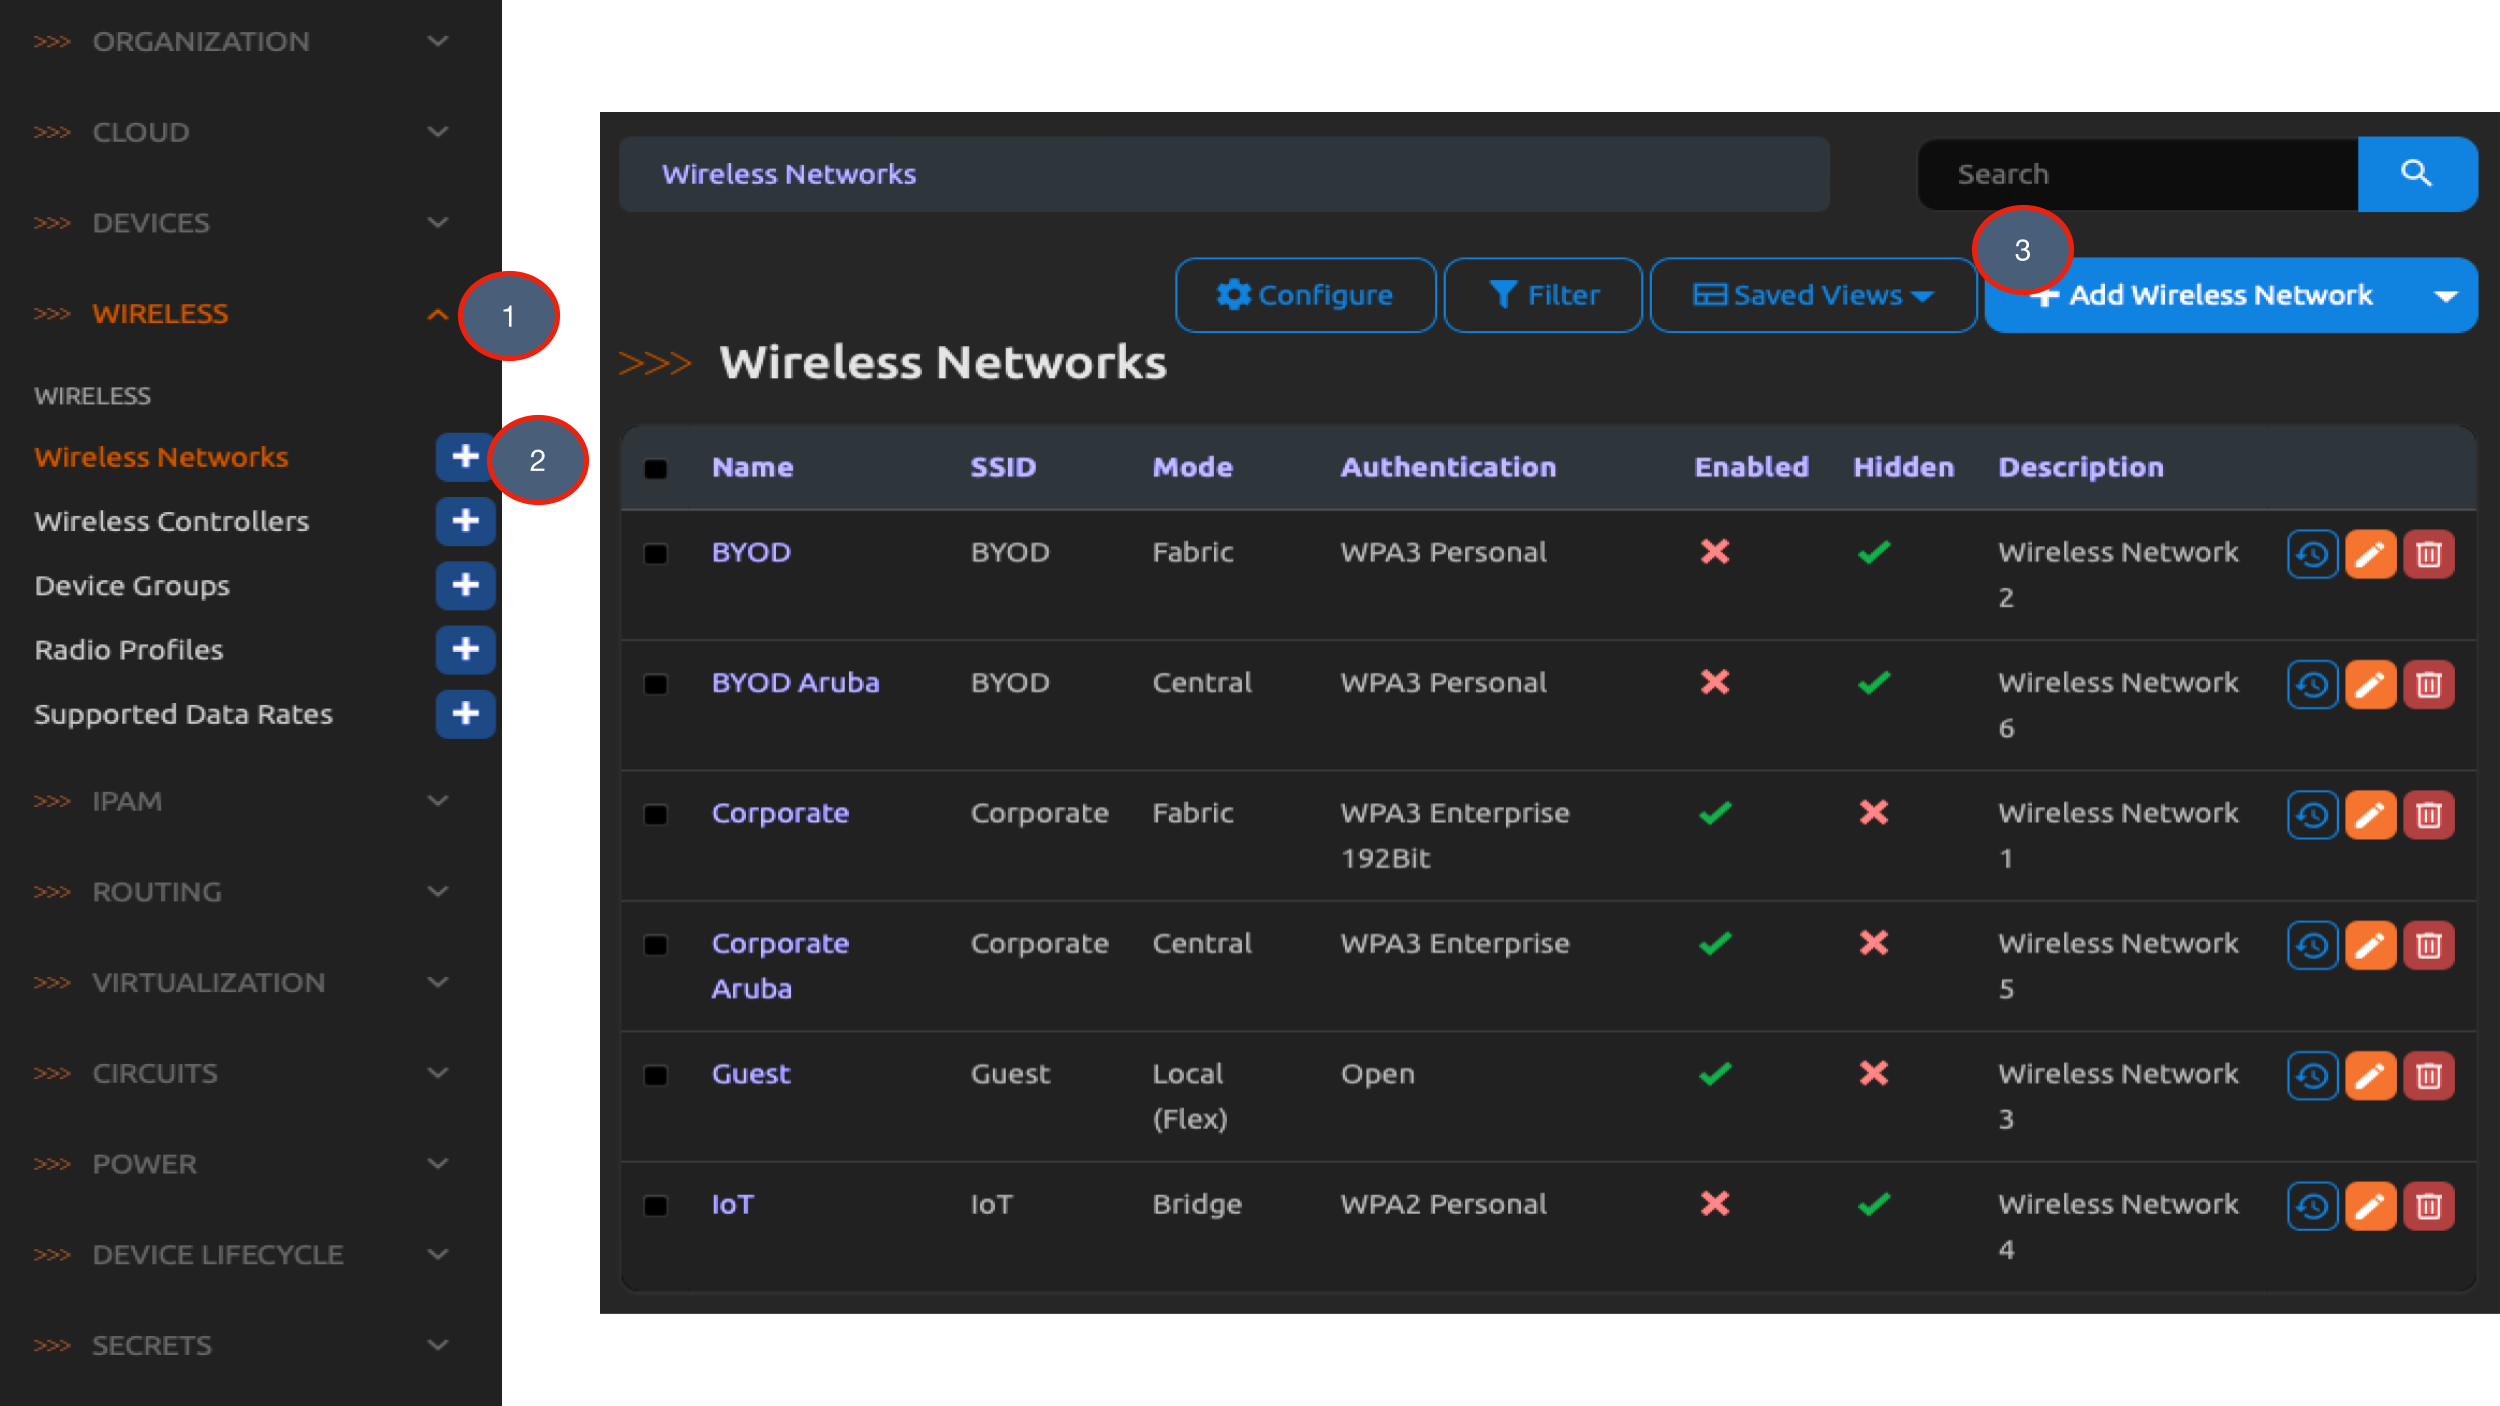 >>> ORGANIZATION
>>> CLOUD
>>> DEVICES
>>> WIRELESS
1
WIRELESS
Wireless Networks
2
Wireless Controllers
Device Groups
Radio Profiles
Supported Data Rates
>>> IPAM
>>> ROUTING
>>> VIRTUALIZATION
>>> CIRCUITS
>>> POWER
>>> DEVICE LIFECYCLE
>>> SECRETS
Wireless Networks
Search
3
Configure Filter Saved Views + Add Wireless Network
>>> Wireless Networks
Name SSID Mode Authentication Enabled Hidden Description
BYOD BYOD Fabric WPA3 Personal Wireless Network
2
BYOD Aruba BYOD Central WPA3 Personal Wireless Network
6
Corporate Corporate Fabric WPA3 Enterprise Wireless Network
192Bit 1
Corporate Corporate Central WPA3 Enterprise Wireless Network
Aruba 5
Guest Guest Local Open Wireless Network
(Flex) 3
IoT IoT Bridge WPA2 Personal Wireless Network
4